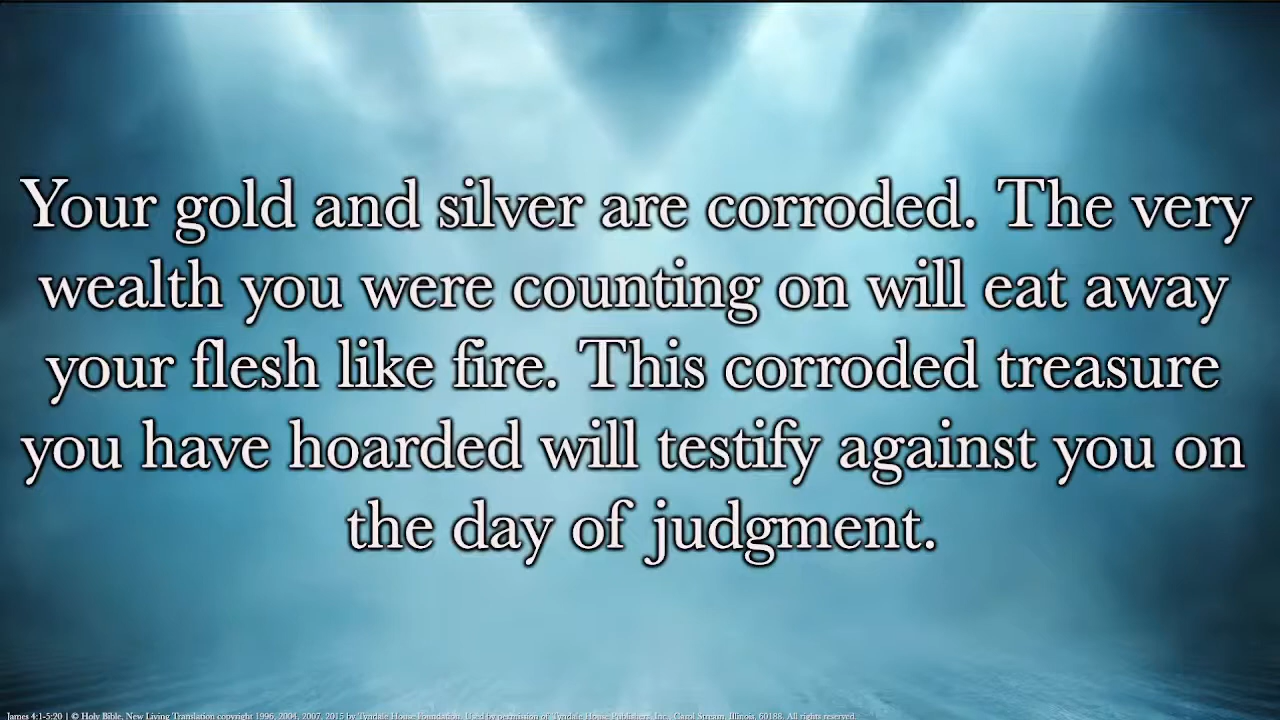 Your gold and silver are corroded. The very
wealth you were counting on will eat away
your flesh like fire. This corroded treasure
you have hoarded will testify against you on
the day of judgment.
James 4:1-5:20 | © Holy Bible, New Living Translation copyright 1996, 2004, 2007, 2015 by Tyndale House Foundation. Used by permission of Tyndale House Publishers, Inc., Carol Stream, Illinois, 60188. All rights reserved.